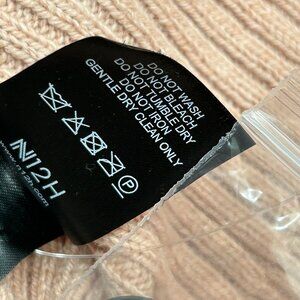 DO NOT WASH
DO NOT BLEACH
DO NOT TUMBLE DRY
DO NOT IRON
GENTLE DRY CLEAN ONLY
P
N12H